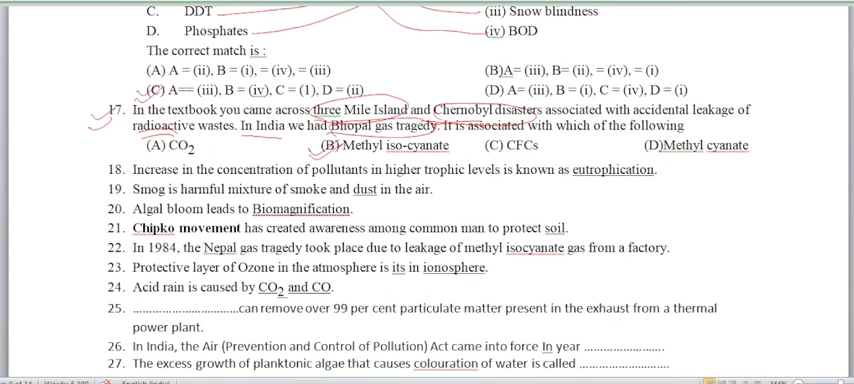 C. DDT (iii) Snow blindness
D. Phosphates (iv) BOD
The correct match is :
(A) A = (ii), B = (i), = (iv), = (iii) (B)A= (iii), B= (ii), = (iv), = (i)
(C) A== (iii), B = (iv), C = (1), D = (ii) (D) A= (iii), B = (i), C = (iv), D = (i)
17. In the textbook you came across three Mile Island and Chernobyl disasters associated with accidental leakage of
radioactive wastes. In India we had Bhopal gas tragedy. It is associated with which of the following
(A) CO2 (B) Methyl iso-cyanate (C) CFCs (D)Methyl cyanate
18. Increase in the concentration of pollutants in higher trophic levels is known as eutrophication.
19. Smog is harmful mixture of smoke and dust in the air.
20. Algal bloom leads to Biomagnification.
21. Chipko movement has created awareness among common man to protect soil.
22. In 1984, the Nepal gas tragedy took place due to leakage of methyl isocyanate gas from a factory.
23. Protective layer of Ozone in the atmosphere is its in ionosphere.
24. Acid rain is caused by CO2 and CO.
25. ................................can remove over 99 per cent particulate matter present in the exhaust from a thermal
power plant.
26. In India, the Air (Prevention and Control of Pollution) Act came into force In year ........................
27. The excess growth of planktonic algae that causes colouration of water is called ...........................